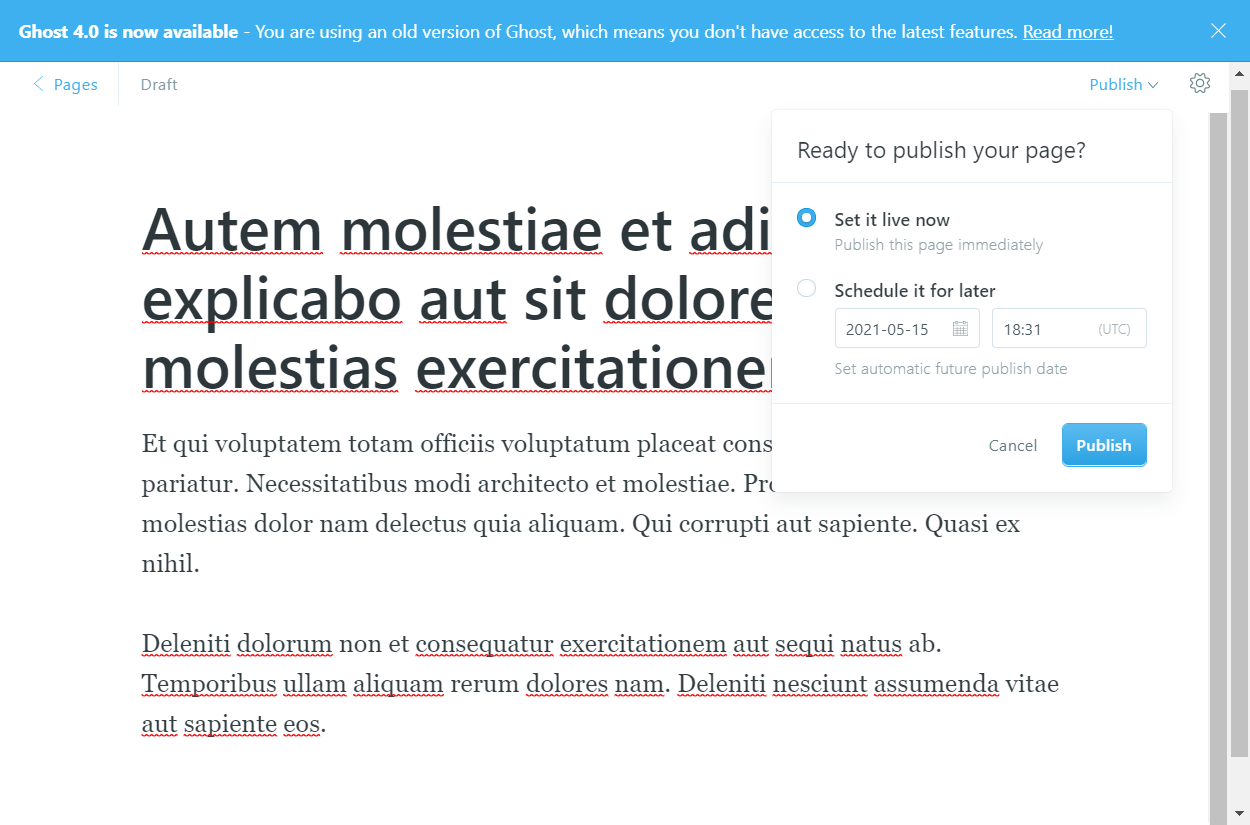 Ghost 4.0 is now available - You are using an old version of Ghost, which means you don't have access to the latest features. Read more!
Pages
Draft
Publish
Ready to publish your page?
Set it live now
Publish this page immediately
Schedule it for later
2021-05-15
18:31
(UTC)
Set automatic future publish date
Cancel
Publish
Autem molestiae et adi
explicabo aut sit dolore
molestias exercitatione
Et qui voluptatem totam officiis voluptatum placeat cons
pariatur. Necessitatibus modi architecto et molestiae. Pro
molestias dolor nam delectus quia aliquam. Qui corrupti aut sapiente. Quasi ex
nihil.
Deleniti dolorum non et consequatur exercitationem aut sequi natus ab.
Temporibus ullam aliquam rerum dolores nam. Deleniti nesciunt assumenda vitae
aut sapiente eos.